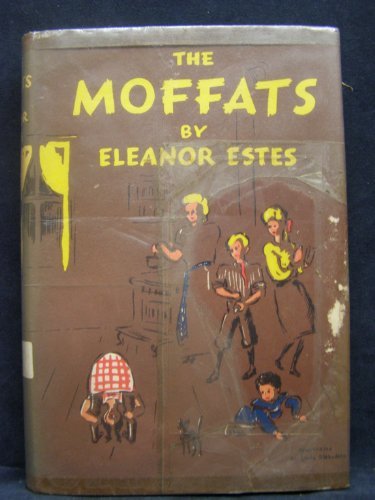 THE
MOFFATS
BY
ELEANOR ESTES